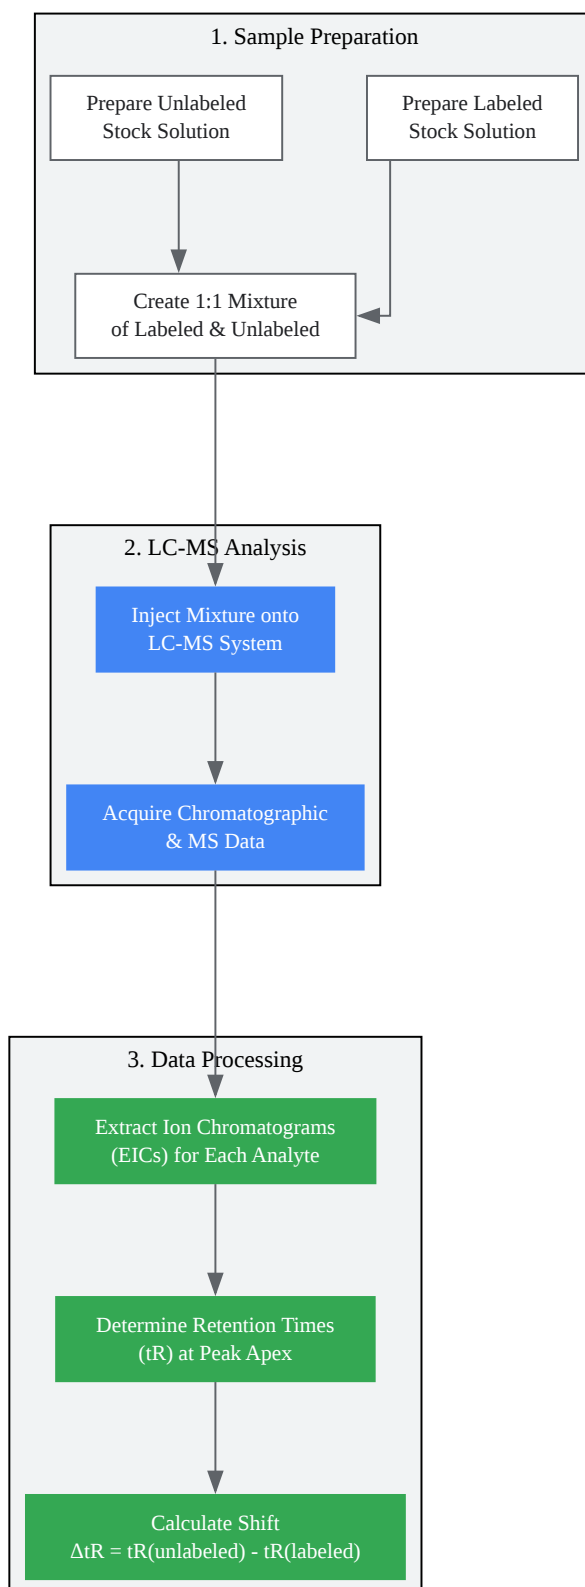 1. Sample Preparation
Prepare Unlabeled
Stock Solution
Prepare Labeled
Stock Solution
Create 1:1 Mixture
of Labeled & Unlabeled
2. LC-MS Analysis
Inject Mixture onto
LC-MS System
Acquire Chromatographic
& MS Data
3. Data Processing
Extract Ion Chromatograms
(EICs) for Each Analyte
Determine Retention Times
(tR) at Peak Apex
Calculate Shift
ΔtR = tR(unlabeled) - tR(labeled)